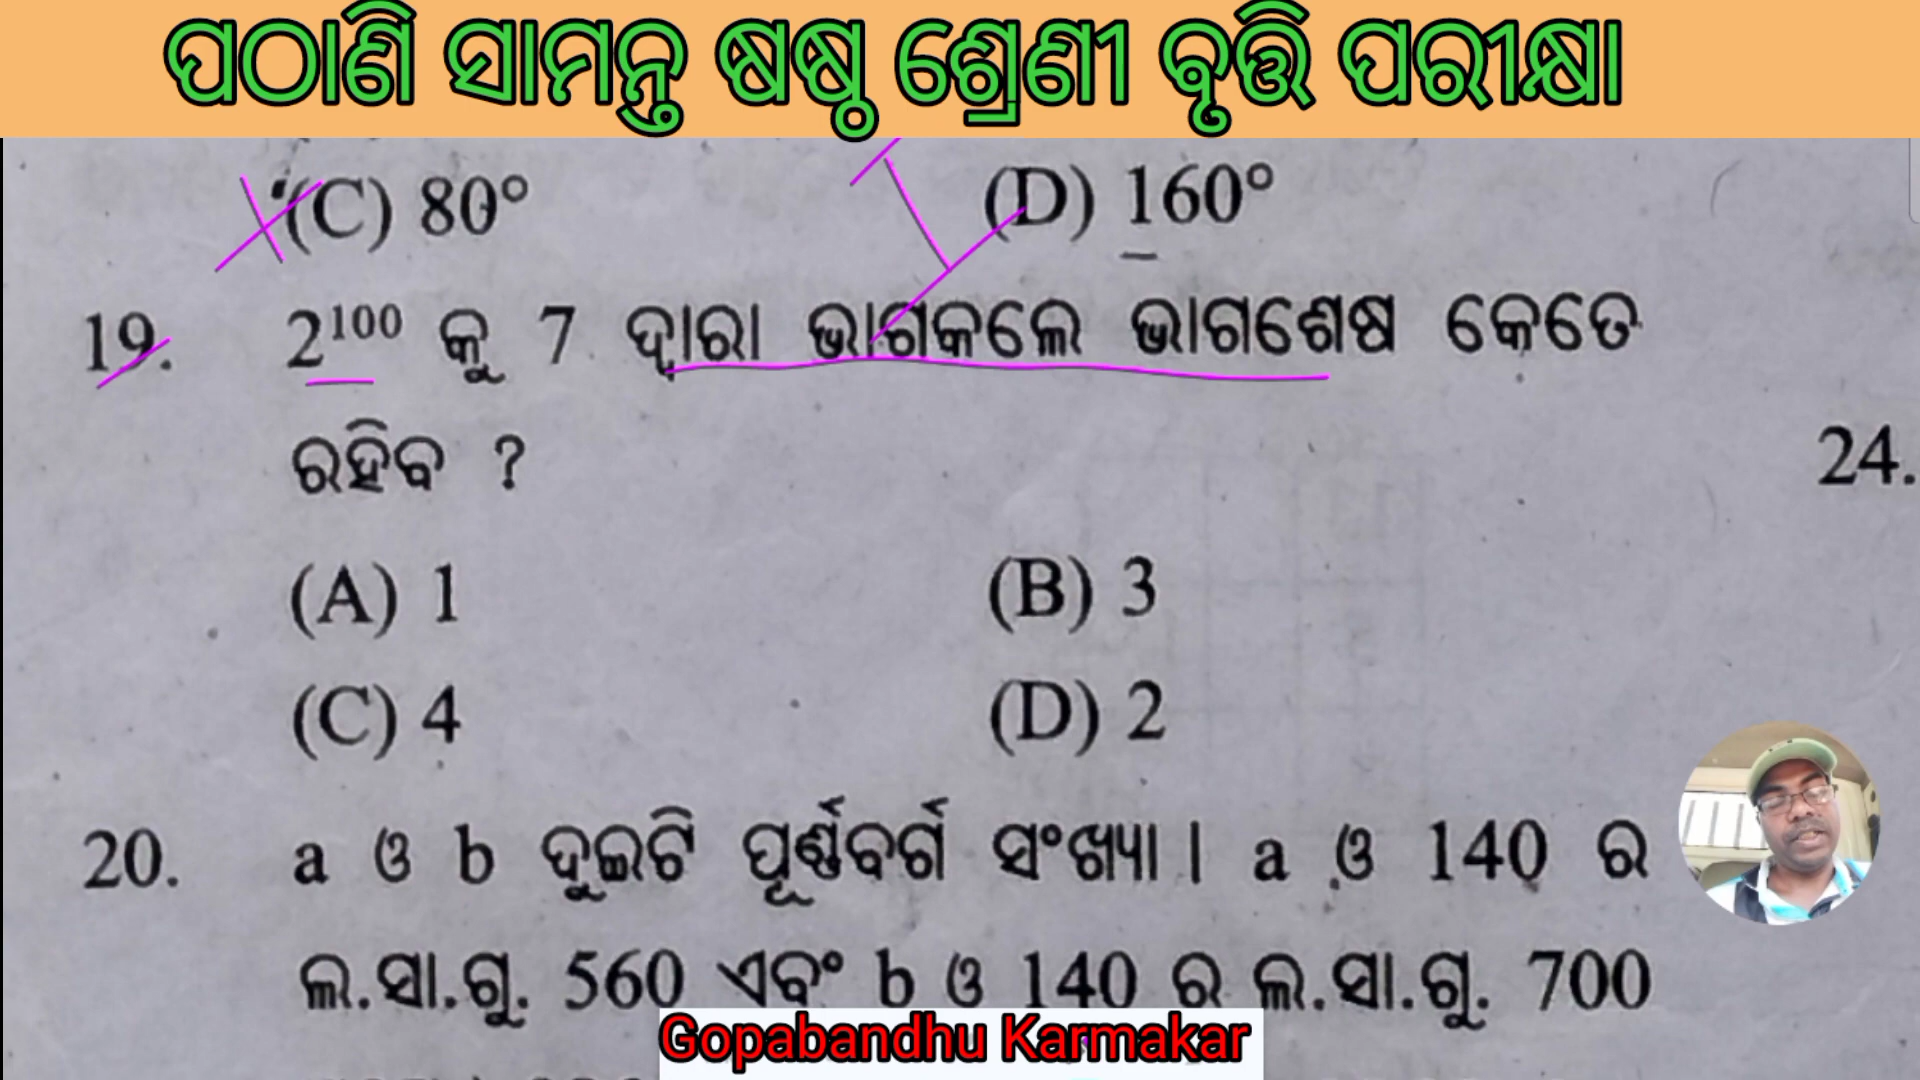 ପଠାଣି ସାମନ୍ତ ଷଷ୍ଠ ଶ୍ରେଣୀ ବୃତ୍ତି ପରୀକ୍ଷା
(C) 80° (D) 160°
19. 2¹⁰⁰ କୁ 7 ଦ୍ୱାରା ଭାଗକଲେ ଭାଗଶେଷ କେତେ
ରହିବ ?
24.
(A) 1 (B) 3
(C) 4 (D) 2
20. a ଓ b ଦୁଇଟି ପୂର୍ଣ୍ଣବର୍ଗ ସଂଖ୍ୟା । a ଓ 140 ର
ଲ.ସା.ଗୁ. 560 ଏବଂ b ଓ 140 ର ଲ.ସା.ଗୁ. 700
Gopabandhu Karmakar